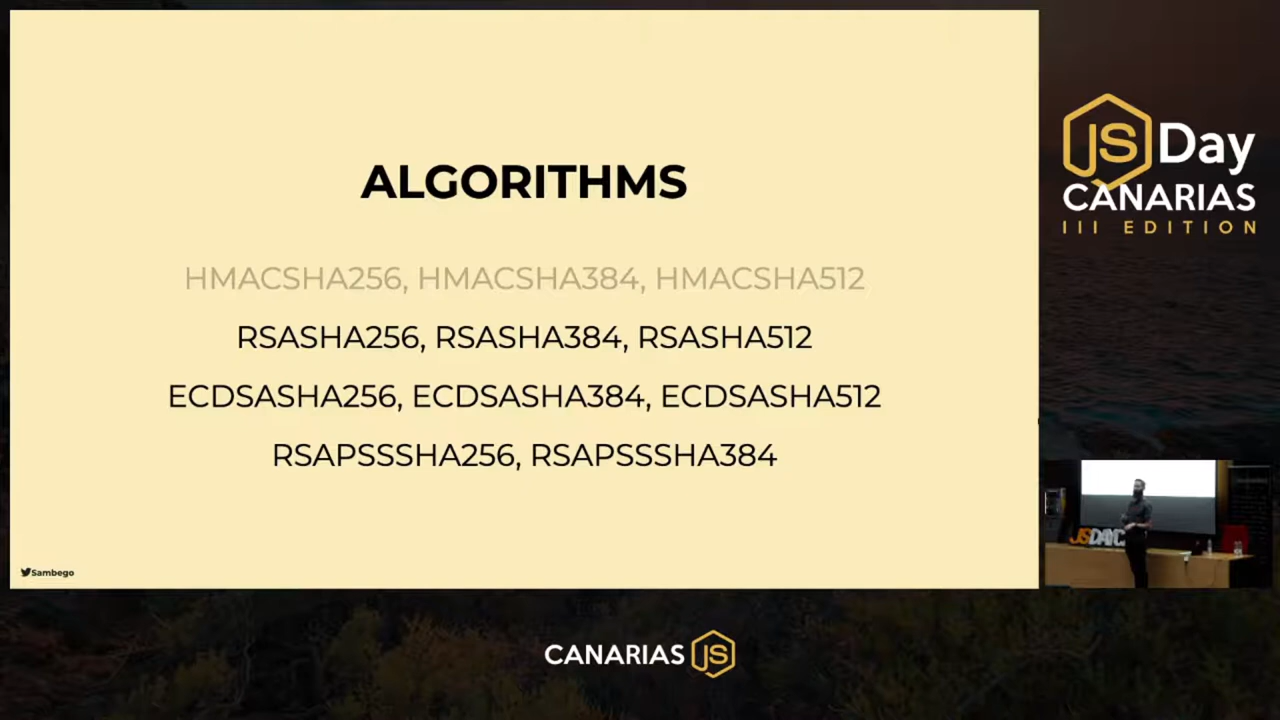 ALGORITHMS
HMACSHA256, HMACSHA384, HMACSHA512
RSASHA256, RSASHA384, RSASHA512
ECDSASHA256, ECDSASHA384, ECDSASHA512
RSAPSSSHA256, RSAPSSSHA384
Sambego
JS Day
CANARIAS
III EDITION
JSDAYC
CANARIAS JS